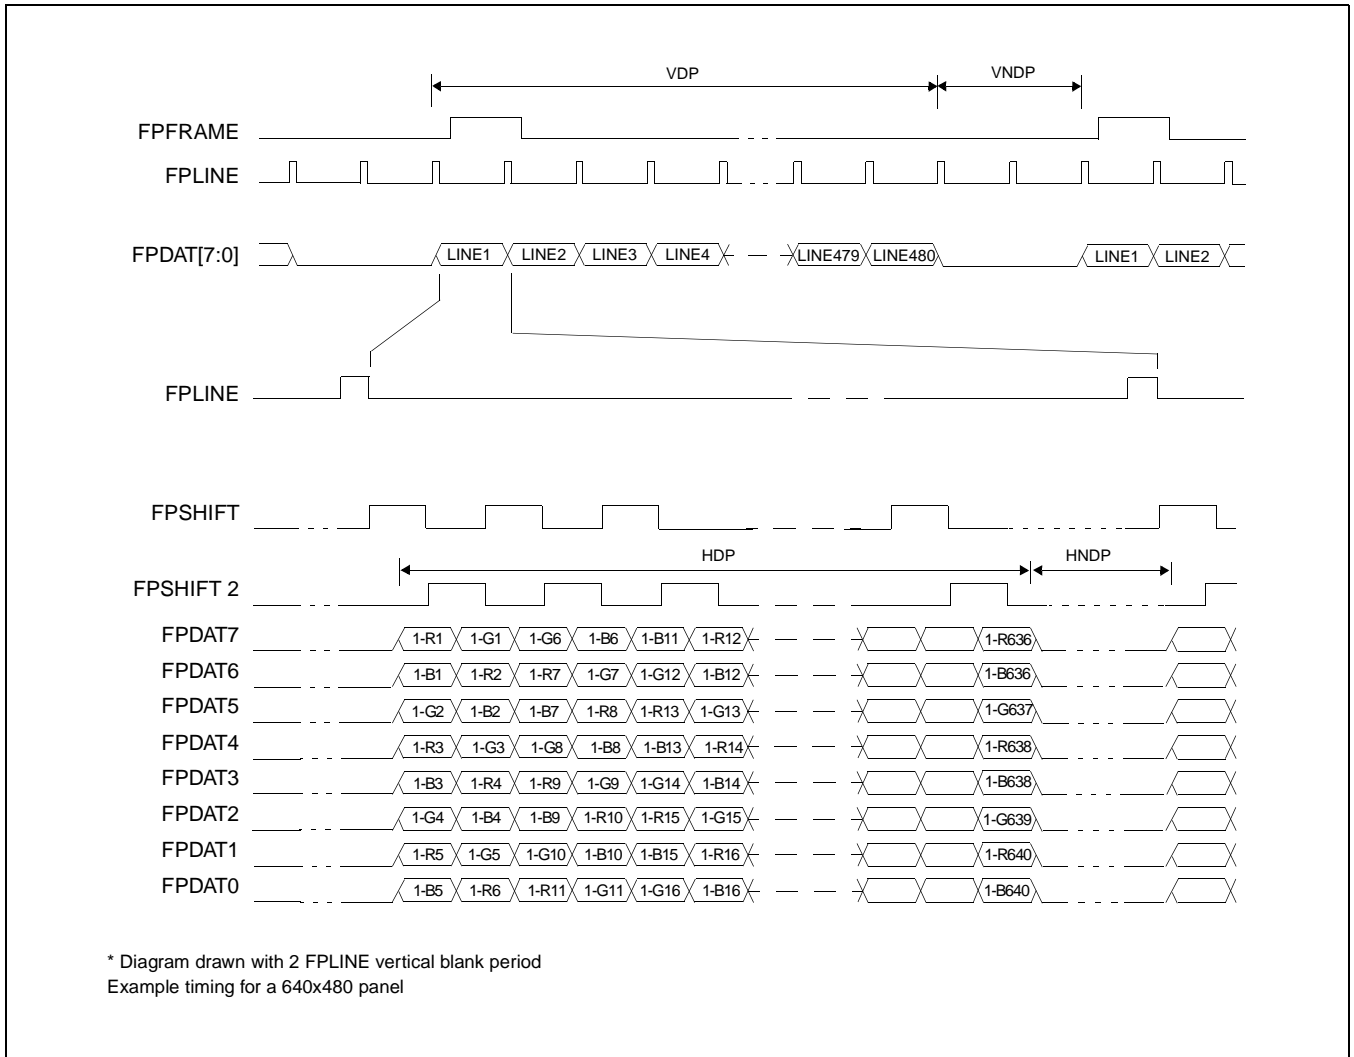 VDP VNDP
FPFRAME
FPLINE
FPDAT[7:0] LINE1 LINE2 LINE3 LINE4 LINE479 LINE480 LINE1 LINE2
FPLINE
FPSHIFT
HDP HNDP
FPSHIFT 2
FPDAT7 1-R1 1-G1 1-G6 1-B6 1-B11 1-R12 1-R636
FPDAT6 1-B1 1-R2 1-R7 1-G7 1-G12 1-B12 1-B636
FPDAT5 1-G2 1-B2 1-B7 1-R8 1-R13 1-G13 1-G637
FPDAT4 1-R3 1-G3 1-G8 1-B8 1-B13 1-R14 1-R638
FPDAT3 1-B3 1-R4 1-R9 1-G9 1-G14 1-B14 1-B638
FPDAT2 1-G4 1-B4 1-B9 1-R10 1-R15 1-G15 1-G639
FPDAT1 1-R5 1-G5 1-G10 1-B10 1-B15 1-R16 1-R640
FPDAT0 1-B5 1-R6 1-R11 1-G11 1-G16 1-B16 1-B640
* Diagram drawn with 2 FPLINE vertical blank period
Example timing for a 640x480 panel